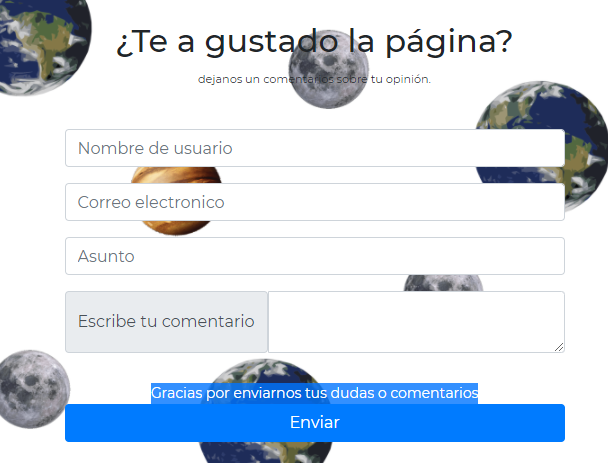 ¿Te a gustado la página?
dejanos un comentarios sobre tu opinión.
Nombre de usuario
Correo electronico
Asunto
Escribe tu comentario
Gracias por enviarnos tus dudas o comentarios
Enviar